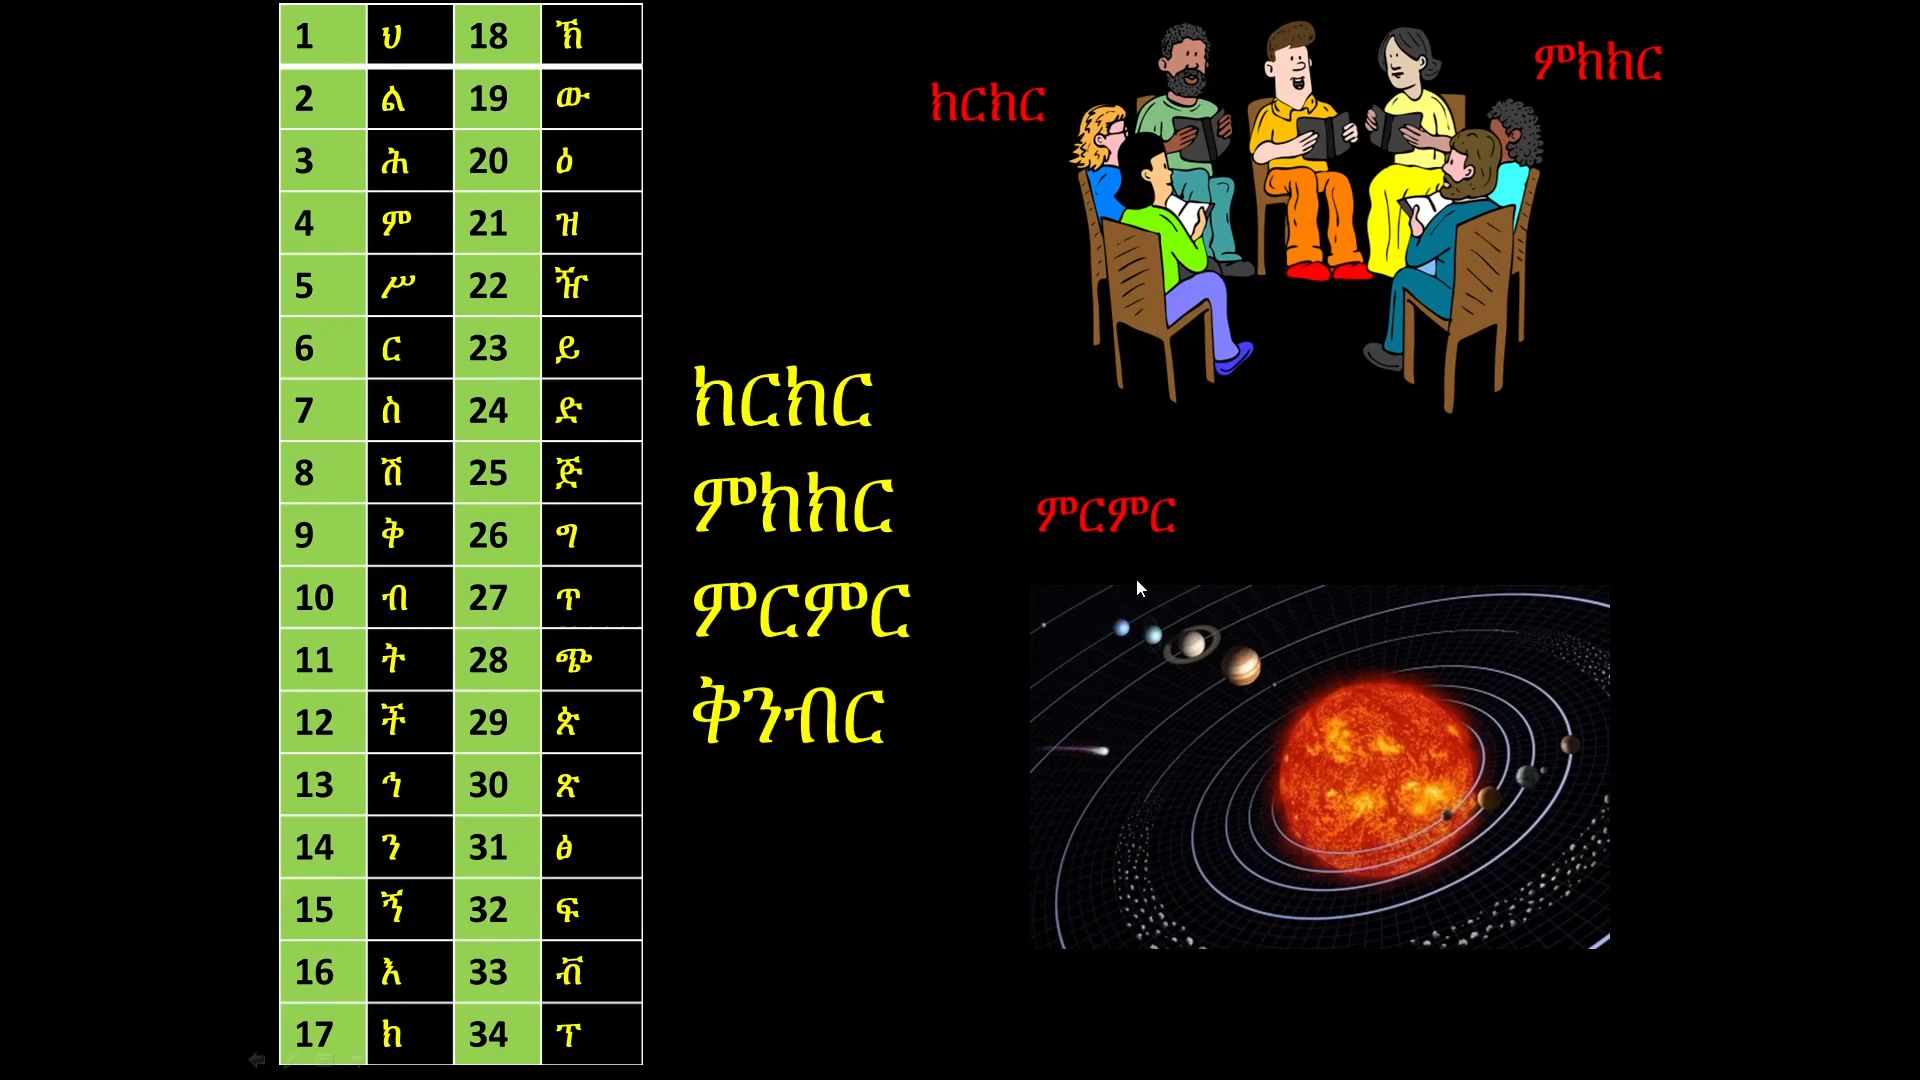 1 ህ 18 ኽ
2 ል 19 ው
3 ሕ 20 ዕ
4 ም 21 ዝ
5 ሥ 22 ዥ
6 ር 23 ይ
7 ስ 24 ድ
8 ሽ 25 ጅ
9 ቅ 26 ግ
10 ብ 27 ጥ
11 ት 28 ጭ
12 ች 29 ጵ
13 ኅ 30 ጽ
14 ን 31 ፅ
15 ኝ 32 ፍ
16 እ 33 ቭ
17 ክ 34 ፕ
ክርክር
ምክክር
ምርምር
ቅንብር
ክርክር
ምክክር
ምርምር